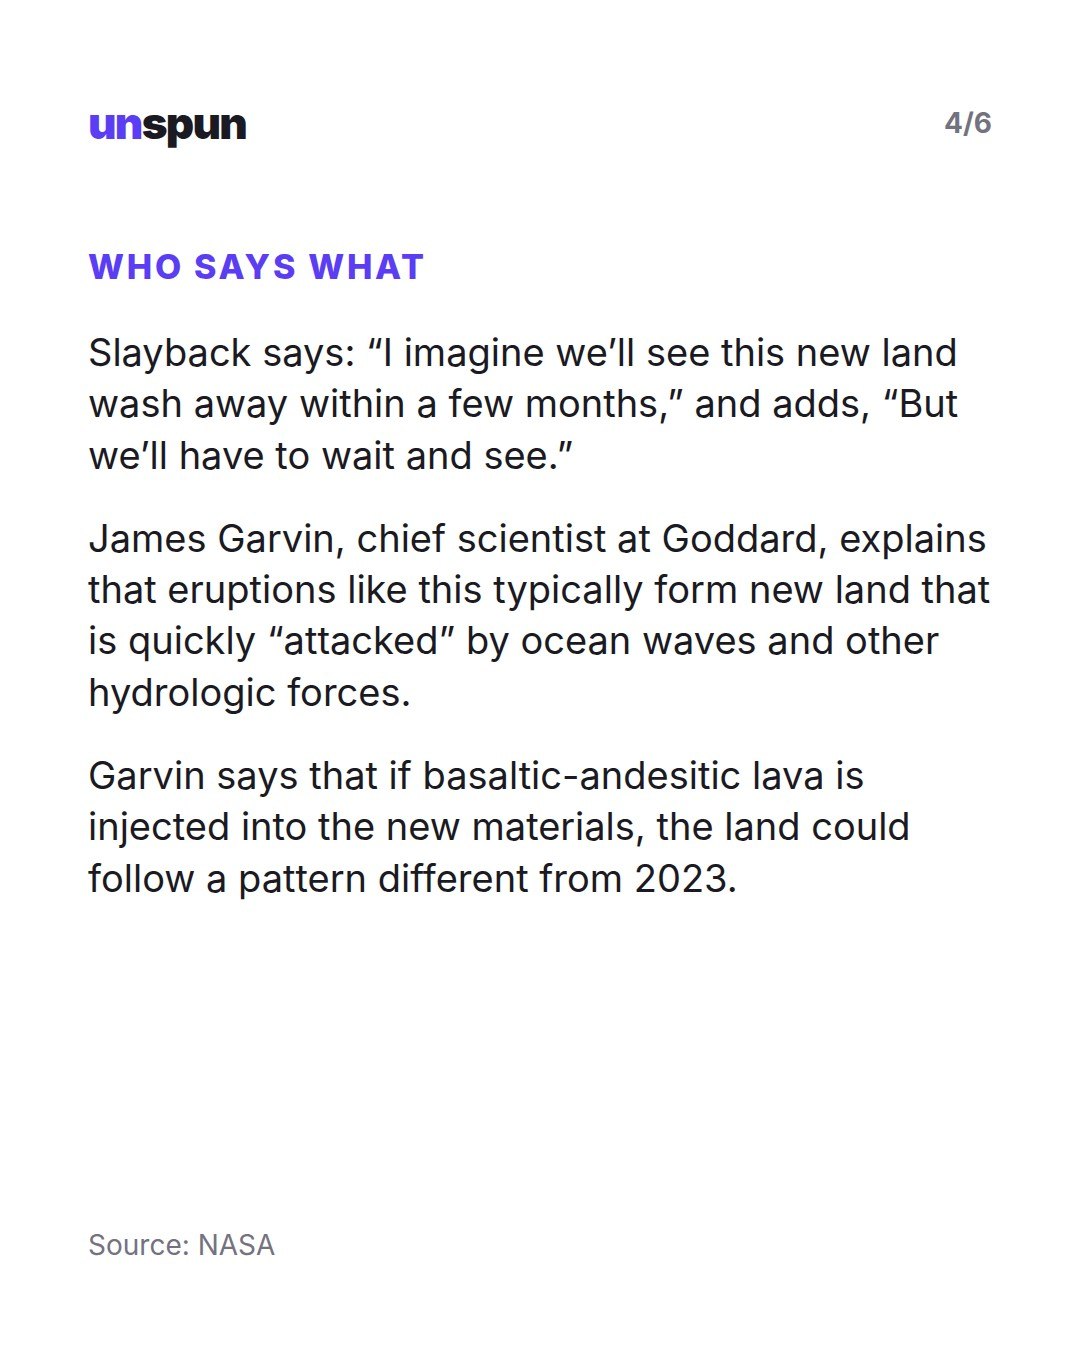 unspun
4/6
WHO SAYS WHAT
Slayback says: “I imagine we’ll see this new land
wash away within a few months,” and adds, “But
we’ll have to wait and see.”
James Garvin, chief scientist at Goddard, explains
that eruptions like this typically form new land that
is quickly “attacked” by ocean waves and other
hydrologic forces.
Garvin says that if basaltic-andesitic lava is
injected into the new materials, the land could
follow a pattern different from 2023.
Source: NASA